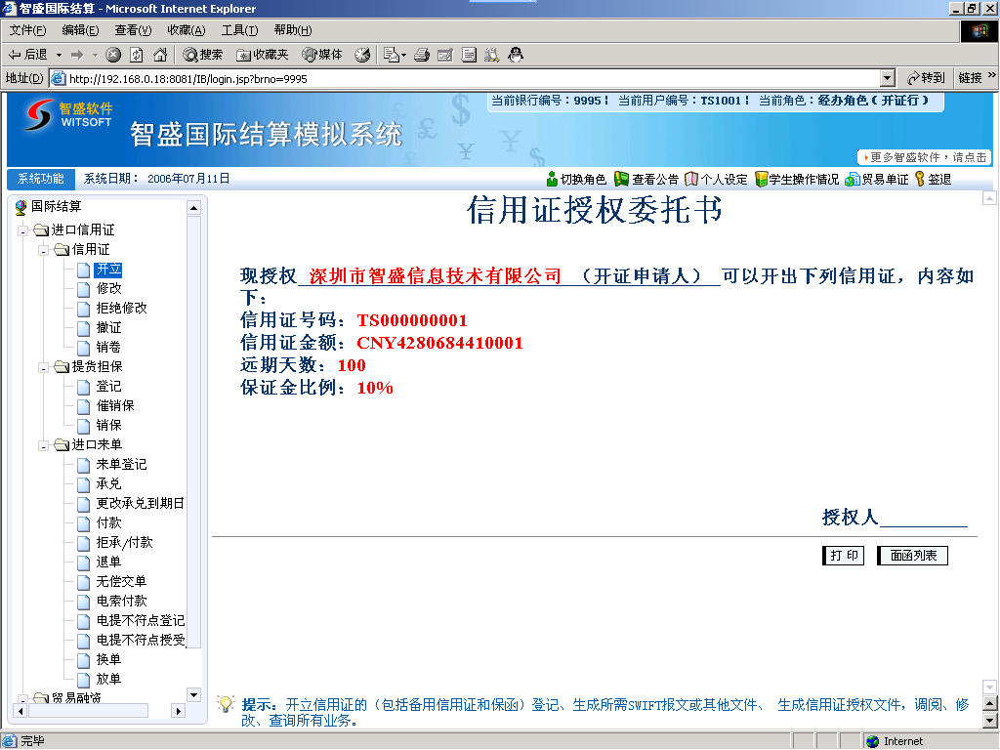 智盛国际结算 - Microsoft Internet Explorer
文件(F) 编辑(E) 查看(V) 收藏(A) 工具(T) 帮助(H)
后退 搜索 收藏夹 媒体
地址(D) http://192.168.0.18:8081/IB/login.jsp?brno=9995 转到 链接 »
智盛软件
WITSOFT
智盛国际结算模拟系统
当前银行编号：9995 | 当前用户编号：TS1001 | 当前角色：经办角色(开证行)
更多智盛软件，请点击
系统功能 系统日期： 2006年07月11日
切换角色 查看公告 个人设定 学生操作情况 贸易单证 签退
国际结算
进口信用证
信用证
开立
修改
拒绝修改
撤证
销卷
提货担保
登记
催销保
销保
进口来单
来单登记
承兑
更改承兑到期日
付款
拒承/付款
退单
无偿交单
电索付款
电提不符点登记
电提不符点授受
换单
放单
贸易融资
信用证授权委托书
现授权 深圳市智盛信息技术有限公司 （开证申请人） 可以开出下列信用证，内容如
下：
信用证号码：TS000000001
信用证金额：CNY4280684410001
远期天数：100
保证金比例：10%
授权人
打 印 面函列表
提示：开立信用证的（包括备用信用证和保函）登记、生成所需SWIFT报文或其他文件、 生成信用证授权文件，调阅、修
改、查询所有业务。
完毕 Internet